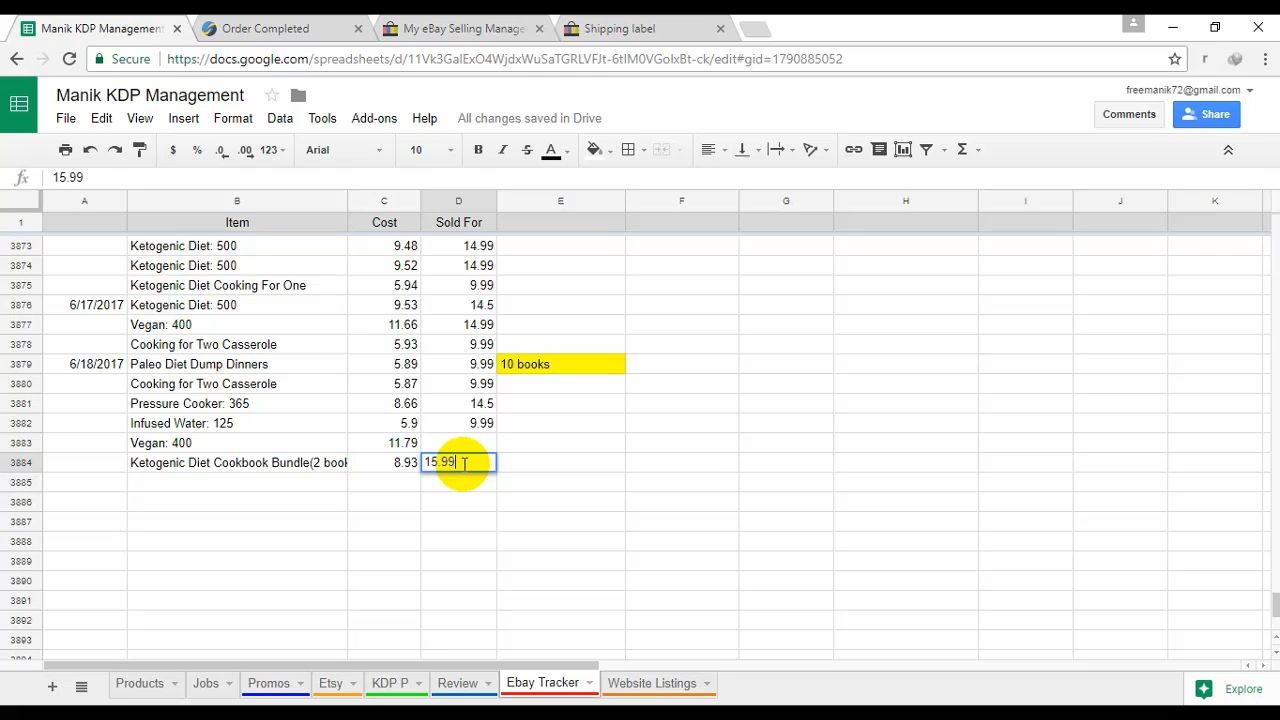 Manik KDP Management
Order Completed
My eBay Selling Manage
Shipping label
Secure
https://docs.google.com/spreadsheets/d/11Vk3GaIExO4WjdxWuSaTGRLVFJt-6tIM0VGoIxBt-ck/edit#gid=1790885052
Manik KDP Management
freemanik72@gmail.com
File Edit View Insert Format Data Tools Add-ons Help All changes saved in Drive
Comments
Share
$ % .0 .00 123 Arial 10 B I S A Σ
fx 15.99
A B C D E F G H I J K
1 Item Cost Sold For
3873 Ketogenic Diet: 500 9.48 14.99
3874 Ketogenic Diet: 500 9.52 14.99
3875 Ketogenic Diet Cooking For One 5.94 9.99
3876 6/17/2017 Ketogenic Diet: 500 9.53 14.5
3877 Vegan: 400 11.66 14.99
3878 Cooking for Two Casserole 5.93 9.99
3879 6/18/2017 Paleo Diet Dump Dinners 5.89 9.99 10 books
3880 Cooking for Two Casserole 5.87 9.99
3881 Pressure Cooker: 365 8.66 14.5
3882 Infused Water: 125 5.9 9.99
3883 Vegan: 400 11.79
3884 Ketogenic Diet Cookbook Bundle(2 book 8.93 15.99
3885
3886
3887
3888
3889
3890
3891
3892
3893
3894
Products Jobs Promos Etsy KDP P Review Ebay Tracker Website Listings
Explore